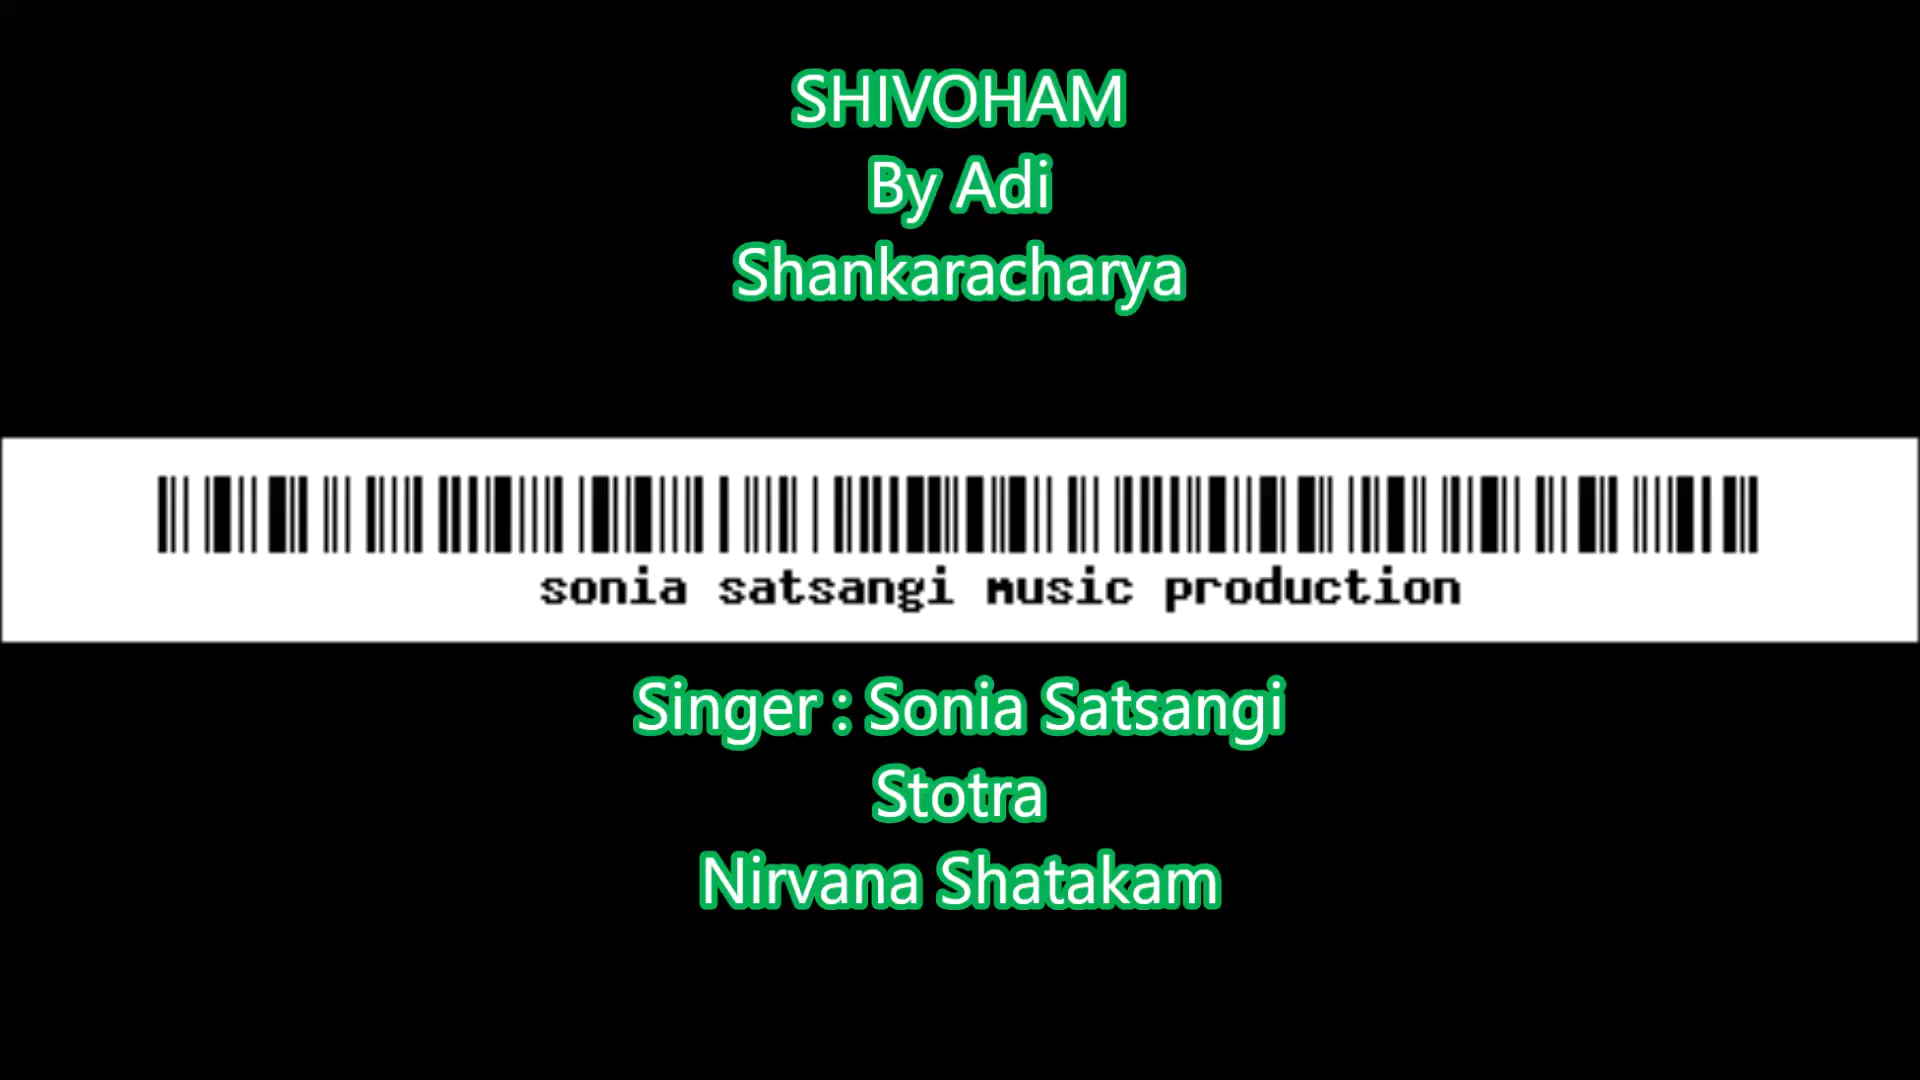 SHIVOHAM
By Adi
Shankaracharya
sonia satsangi music production
Singer : Sonia Satsangi
Stotra
Nirvana Shatakam